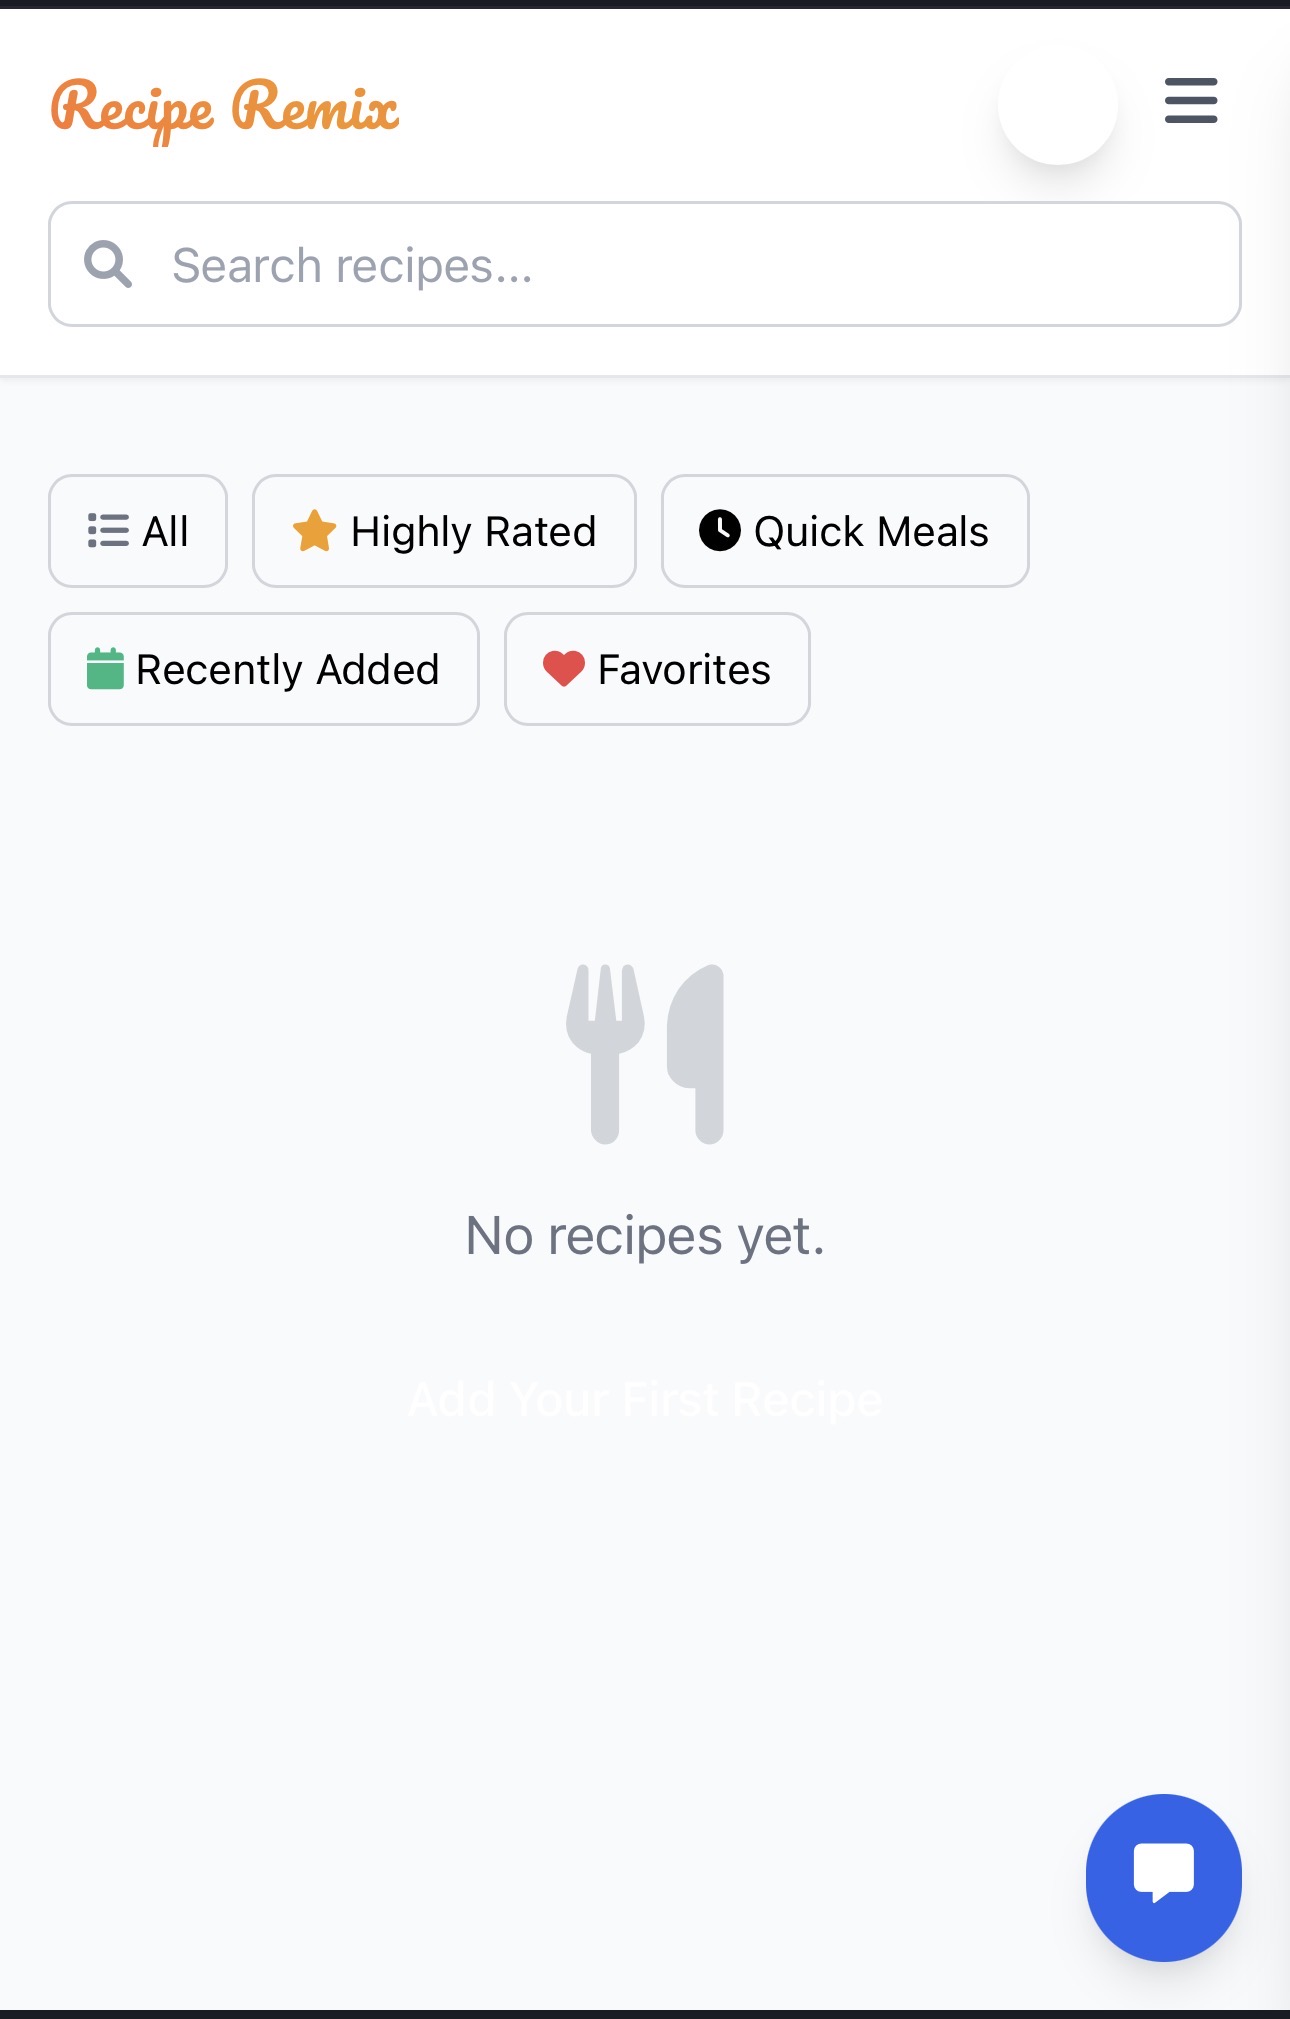 Recipe Remix
Search recipes...
All
Highly Rated
Quick Meals
Recently Added
Favorites
No recipes yet.
Add Your First Recipe